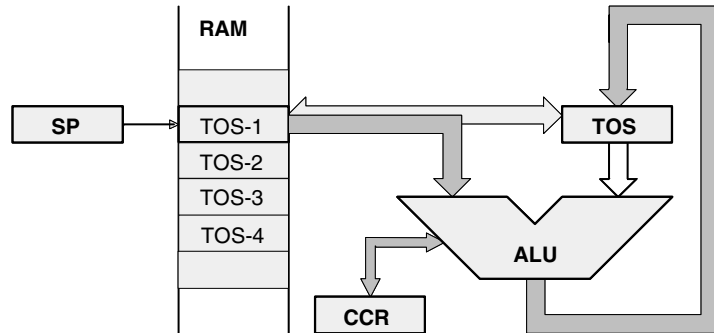 RAM
SP
TOS-1
TOS
TOS-2
TOS-3
TOS-4
ALU
CCR